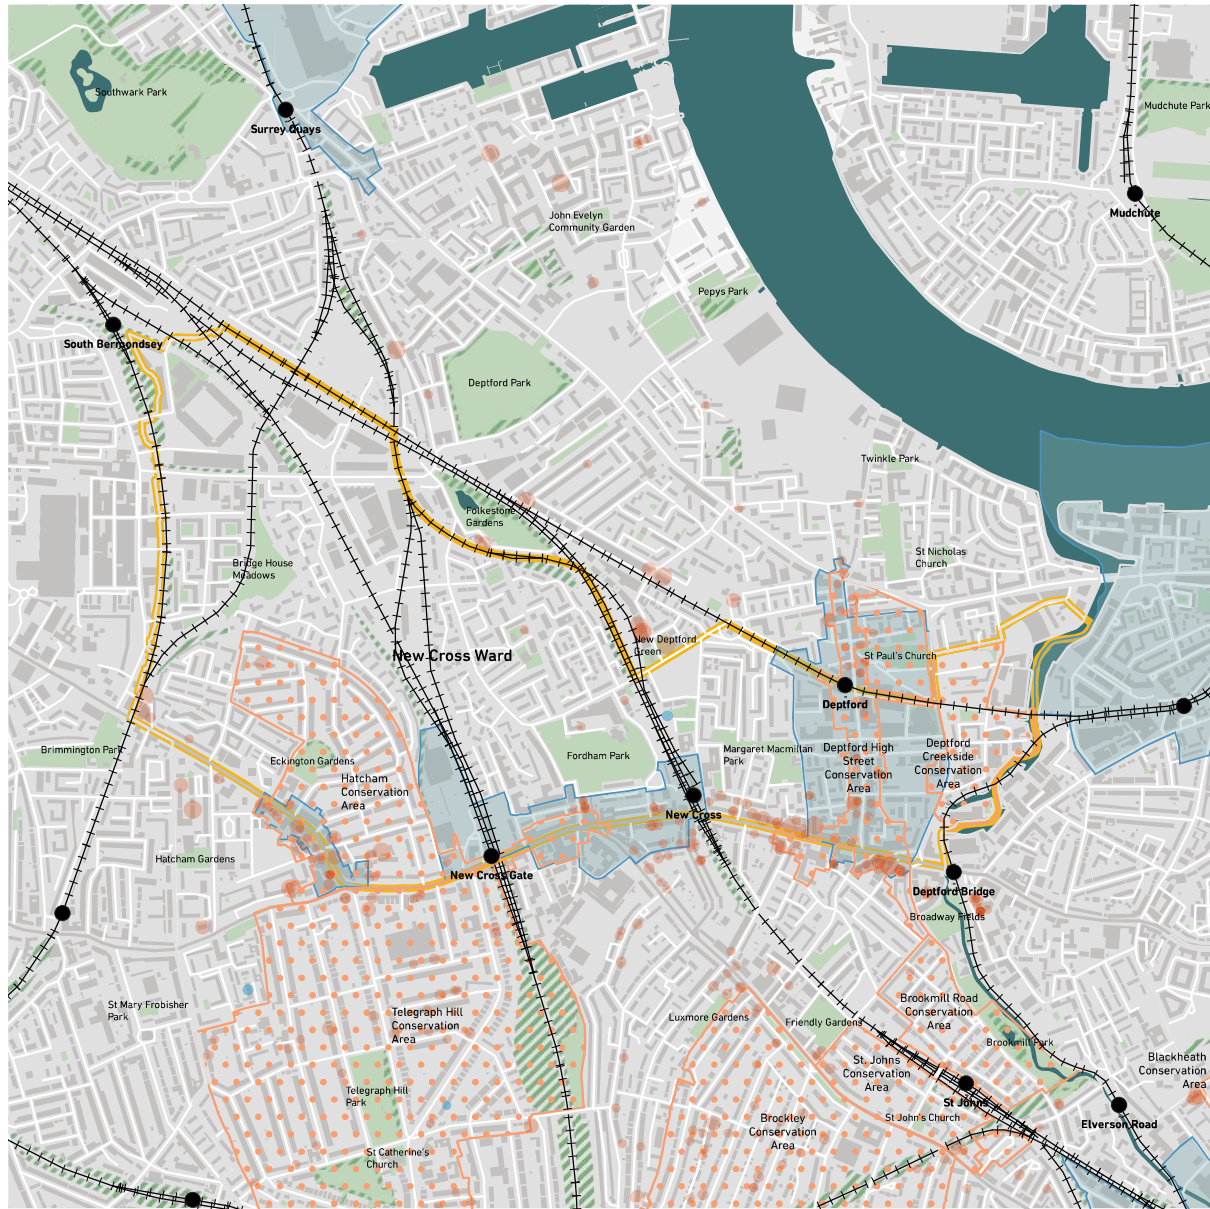 Southwark Park
Mudchute Park
Surrey Quays
Mudchute
John Evelyn
Community Garden
Pepys Park
South Bermondsey
Deptford Park
Twinkle Park
Folkestone
Gardens
St Nicholas
Church
Bridge House
Meadows
New Deptford
Green
New Cross Ward
St Paul's Church
Deptford
Brimmington Park
Fordham Park
Margaret Macmillan
Park
Deptford High
Street
Conservation
Area
Deptford
Creekside
Conservation
Area
Eckington Gardens
Hatcham
Conservation
Area
New Cross
Hatcham Gardens
New Cross Gate
Deptford Bridge
Broadway Fields
St Mary Frobisher
Park
Telegraph Hill
Conservation
Area
Luxmore Gardens
Friendly Gardens
Brookmill Road
Conservation
Area
Brookmill Park
Blackheath
Conservation
Area
St. Johns
Conservation
Area
Telegraph Hill
Park
St Johns
St John's Church
Elverson Road
Brockley
Conservation
Area
St Catherine's
Church